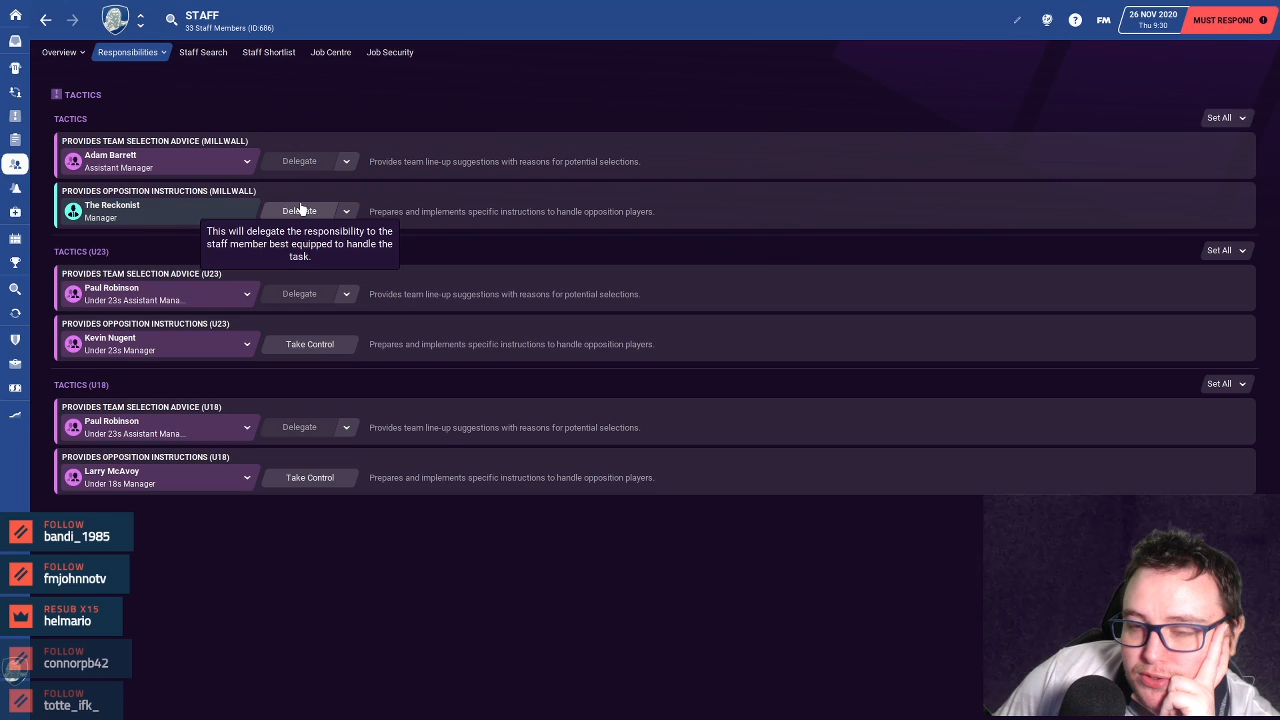 STAFF
33 Staff Members (ID:686)
FM
26 NOV 2020
Thu 9:30
MUST RESPOND
Overview
Responsibilities
Staff Search
Staff Shortlist
Job Centre
Job Security
TACTICS
TACTICS
Set All
PROVIDES TEAM SELECTION ADVICE (MILLWALL)
Adam Barrett
Assistant Manager
Delegate
Provides team line-up suggestions with reasons for potential selections.
PROVIDES OPPOSITION INSTRUCTIONS (MILLWALL)
The Reckonist
Manager
Delegate
Prepares and implements specific instructions to handle opposition players.
This will delegate the responsibility to the
staff member best equipped to handle the
task.
TACTICS (U23)
Set All
PROVIDES TEAM SELECTION ADVICE (U23)
Paul Robinson
Under 23s Assistant Mana...
Delegate
Provides team line-up suggestions with reasons for potential selections.
PROVIDES OPPOSITION INSTRUCTIONS (U23)
Kevin Nugent
Under 23s Manager
Take Control
Prepares and implements specific instructions to handle opposition players.
TACTICS (U18)
Set All
PROVIDES TEAM SELECTION ADVICE (U18)
Paul Robinson
Under 23s Assistant Mana...
Delegate
Provides team line-up suggestions with reasons for potential selections.
PROVIDES OPPOSITION INSTRUCTIONS (U18)
Larry McAvoy
Under 18s Manager
Take Control
Prepares and implements specific instructions to handle opposition players.
FOLLOW
bandi_1985
FOLLOW
fmjohnnotv
RESUB X15
helmario
FOLLOW
connorpb42
FOLLOW
totte_ifk_